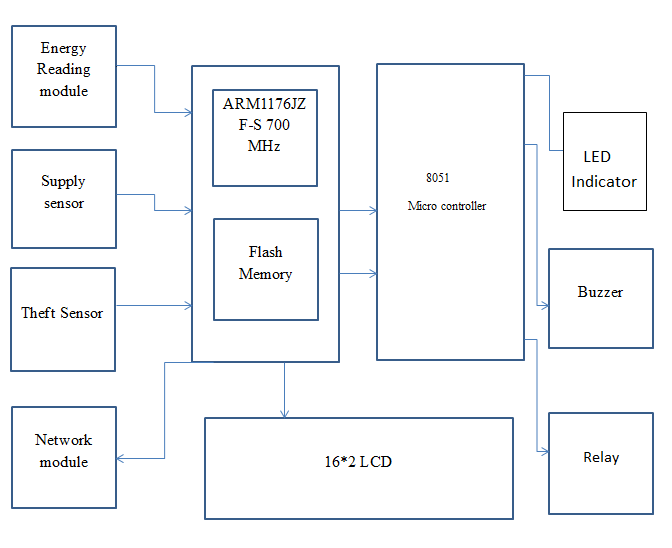 Energy
Reading
module
Supply
sensor
Theft Sensor
Network
module
ARM1176JZ
F-S 700
MHz
Flash
Memory
8051
Micro controller
16*2 LCD
LED
Indicator
Buzzer
Relay